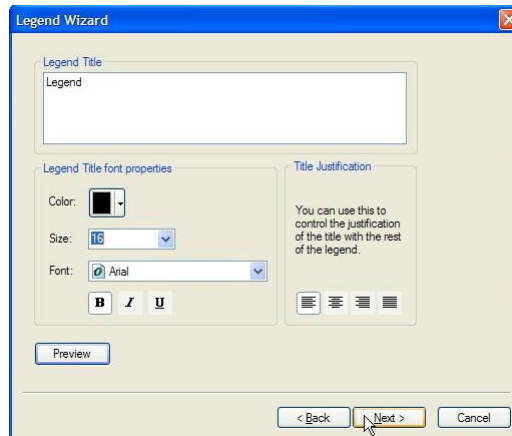 Legend Wizard
Legend Title
Legend
Legend Title font properties
Color:
Size: 16
Font: Arial
B I U
Title Justification
You can use this to
control the justification
of the title with the rest
of the legend.
Preview
< Back Next > Cancel